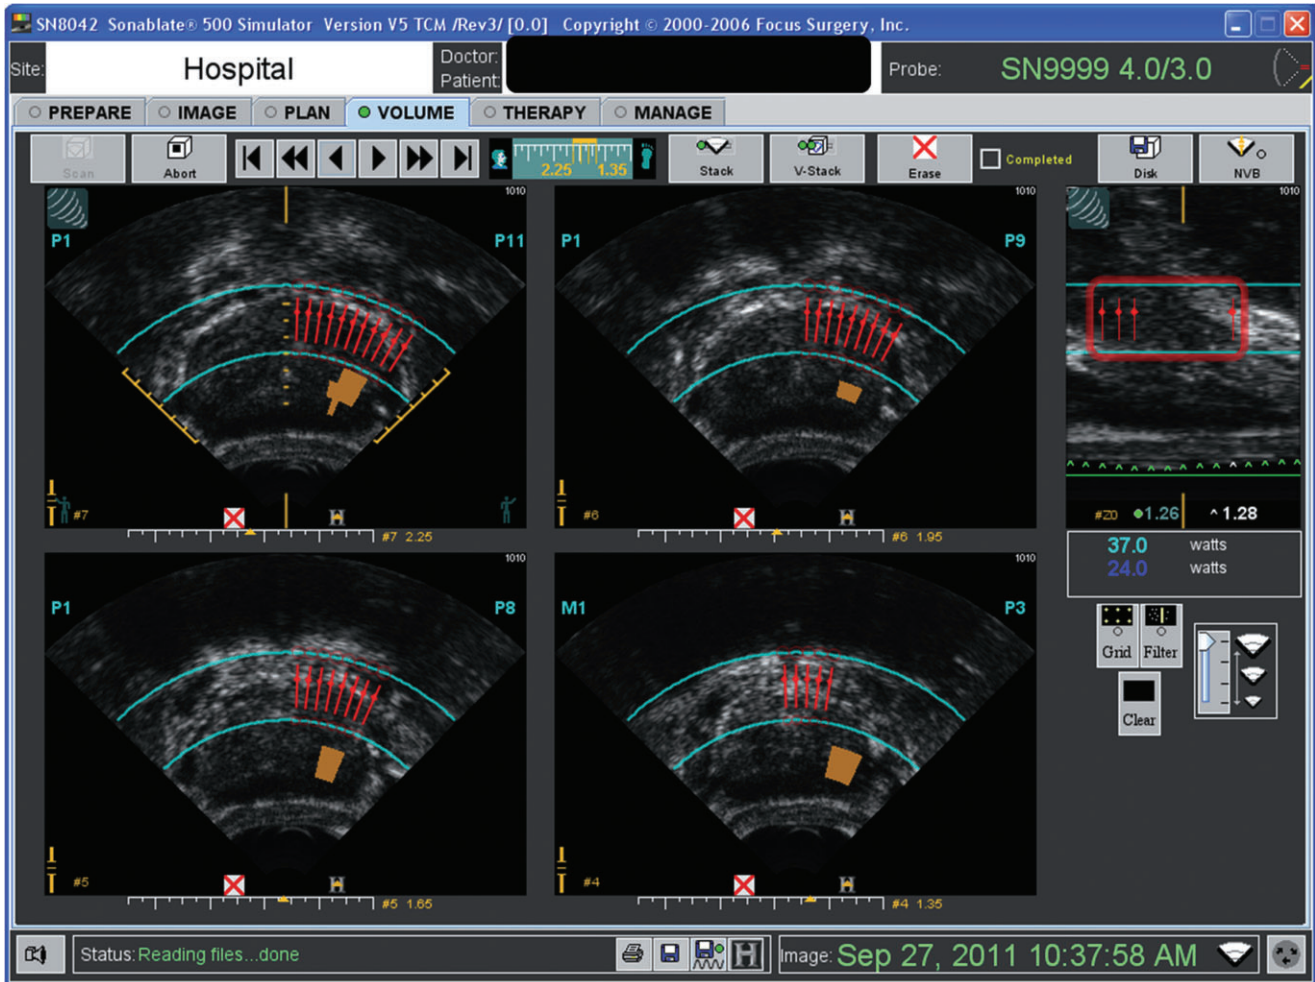 SN8042 Sonablate® 500 Simulator Version V5 TCM /Rev3/ [0.0] Copyright © 2000-2006 Focus Surgery, Inc.
Site: Hospital Doctor: Patient: Probe: SN9999 4.0/3.0
PREPARE IMAGE PLAN VOLUME THERAPY MANAGE
Scan Abort 2.25 1.35 Stack V-Stack Erase Completed Disk NVB
1010 1010 1010
P1 P11 P1 P9
#7 #6 #20 1.26 ^1.28
H H
#7 2.25 #6 1.95
37.0 watts
24.0 watts
1010 1010
P1 P8 M1 P3
Grid Filter
Clear
#5 #4
H H
#5 1.65 #4 1.35
Status: Reading files...done H Image: Sep 27, 2011 10:37:58 AM